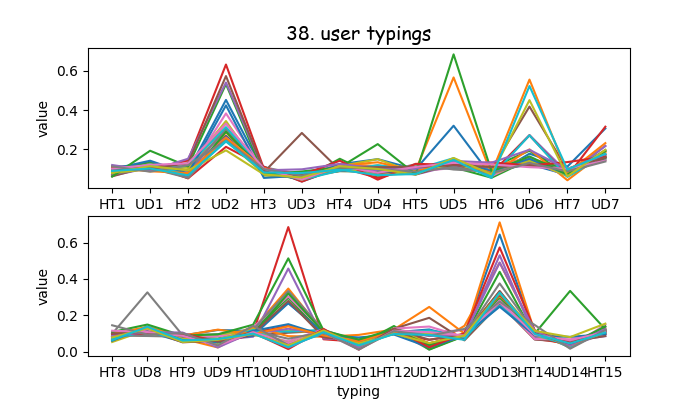 38. user typings
value
0.6
0.4
0.2
HT1 UD1 HT2 UD2 HT3 UD3 HT4 UD4 HT5 UD5 HT6 UD6 HT7 UD7
value
0.6
0.4
0.2
0.0
HT8 UD8 HT9 UD9 HT10 UD10 HT11 UD11 HT12 UD12 HT13 UD13 HT14 UD14 HT15
typing